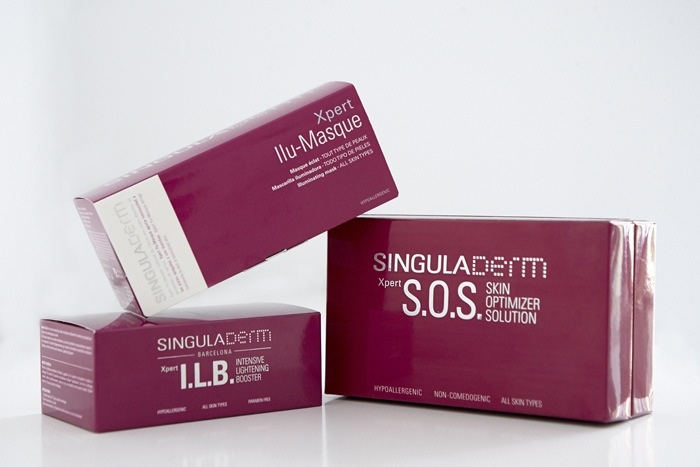 Xpert
Ilu-Masque
Masque éclat - TOUT TYPE DE PEAUX
Mascarilla iluminadora - TODO TIPO DE PIELES
Illuminating mask - ALL SKIN TYPES
HYPOALLERGENIC
SINGULADERM
SINGULADERM
BARCELONA
Xpert I.L.B. INTENSIVE
LIGHTENING
BOOSTER
HYPOALLERGENIC ALL SKIN TYPES PARABEN FREE
SINGULADERM
Xpert S.O.S. SKIN
OPTIMIZER
SOLUTION
HYPOALLERGENIC NON-COMEDOGENIC ALL SKIN TYPES